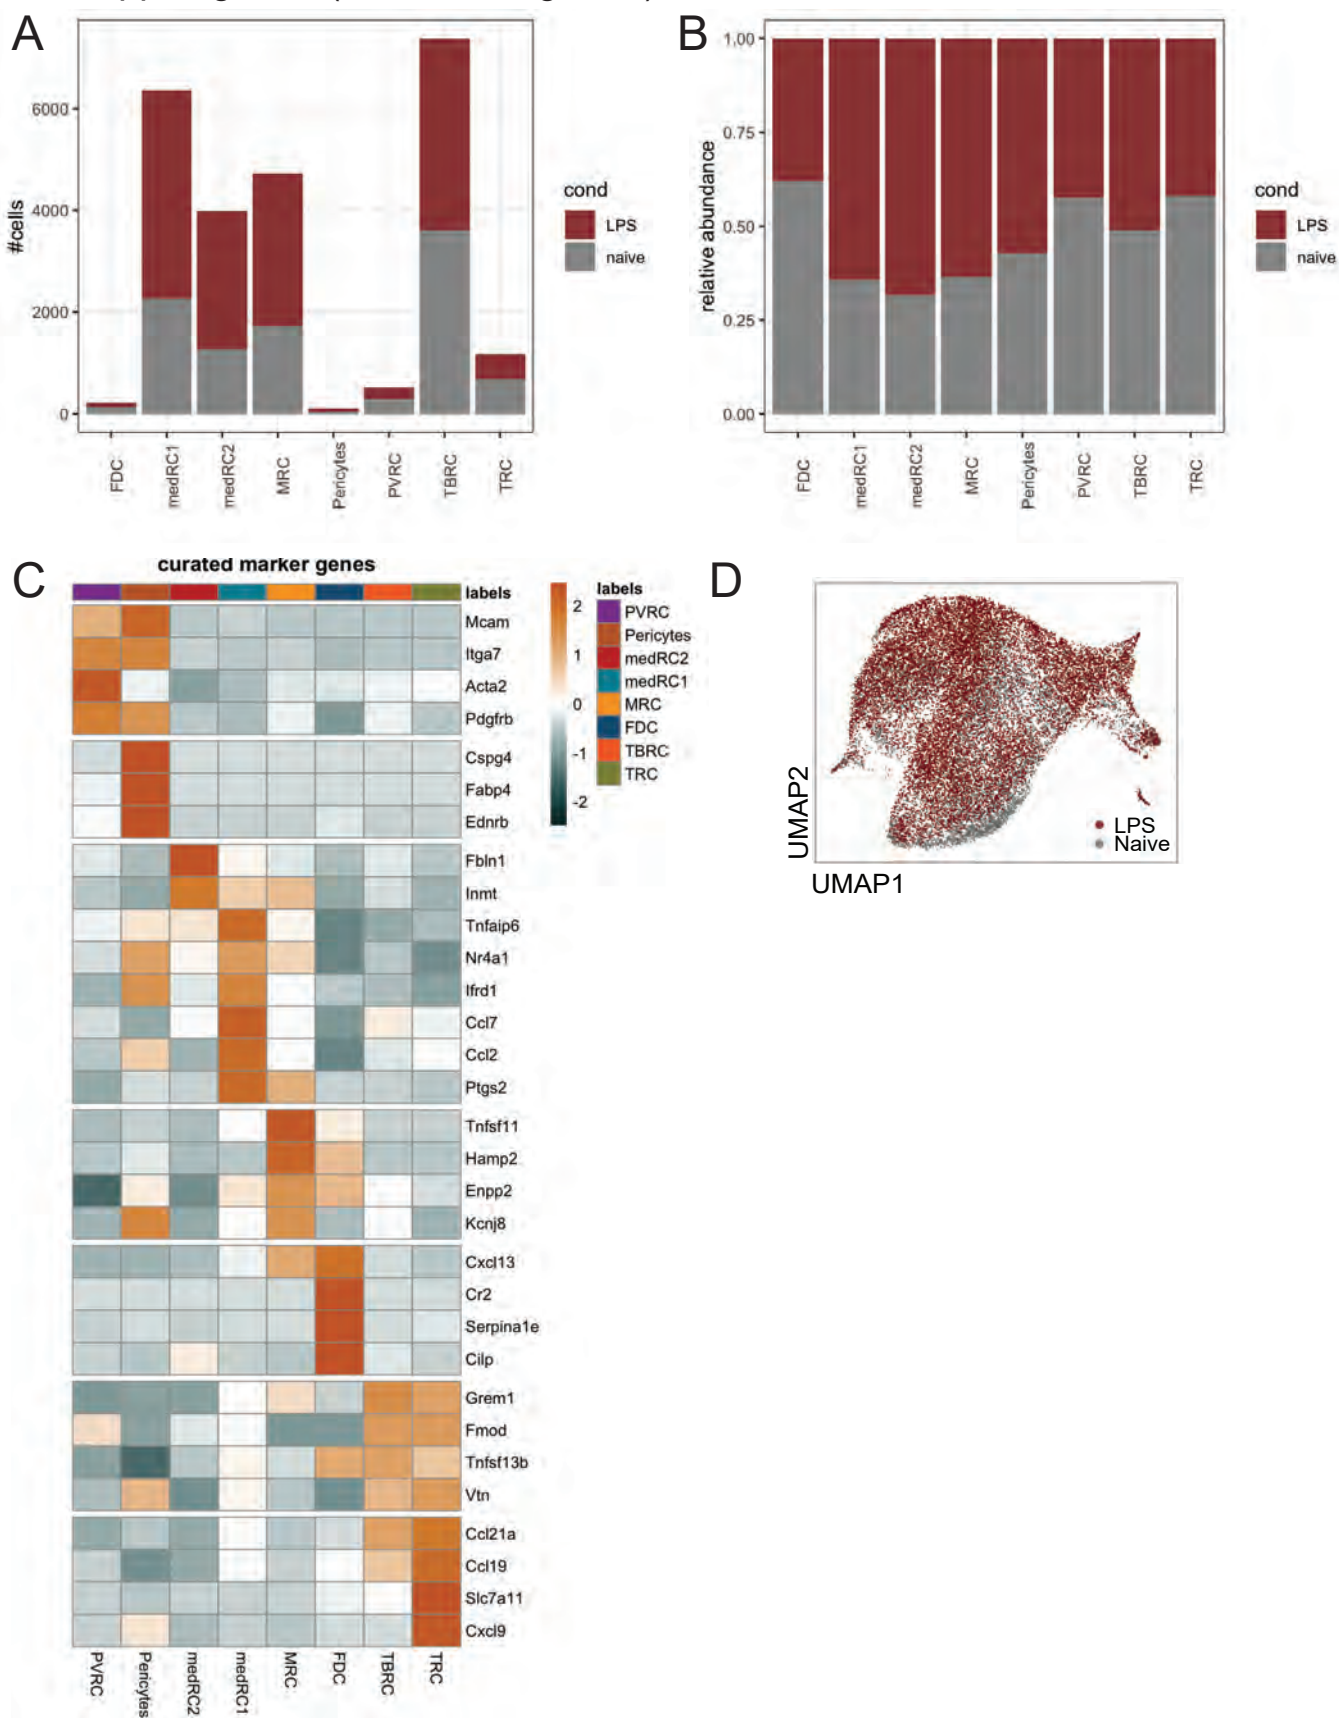 A
6000
4000
2000
0
#cells
FDC
medRC1
medRC2
MRC
Pericytes
PVRC
TBRC
TRC
cond
LPS
naive
B
1.00
0.75
0.50
0.25
0.00
relative abundance
FDC
medRC1
medRC2
MRC
Pericytes
PVRC
TBRC
TRC
cond
LPS
naive
C
curated marker genes
labels
Mcam
Itga7
Acta2
Pdgfrb
Cspg4
Fabp4
Ednrb
Fbln1
Inmt
Tnfaip6
Nr4a1
Ifrd1
Ccl7
Ccl2
Ptgs2
Tnfsf11
Hamp2
Enpp2
Kcnj8
Cxcl13
Cr2
Serpina1e
Cilp
Grem1
Fmod
Tnfsf13b
Vtn
Ccl21a
Ccl19
Slc7a11
Cxcl9
PVRC
Pericytes
medRC2
medRC1
MRC
FDC
TBRC
TRC
2
1
0
-1
-2
labels
PVRC
Pericytes
medRC2
medRC1
MRC
FDC
TBRC
TRC
D
UMAP2
LPS
Naive
UMAP1